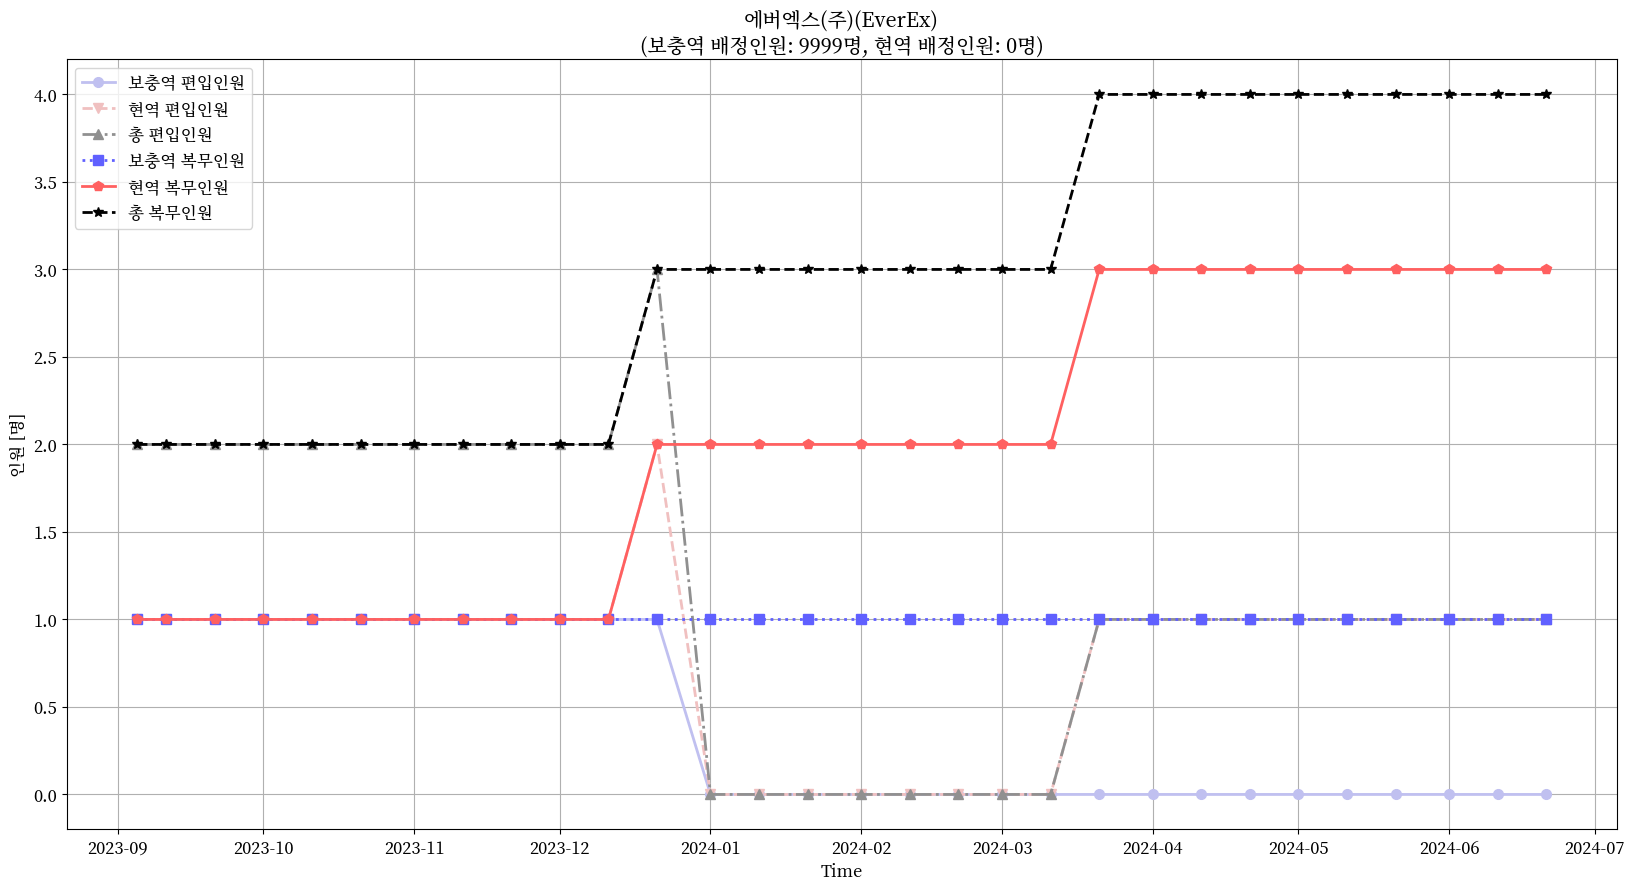 에버엑스(주)(EverEx)
(보충역 배정인원: 9999명, 현역 배정인원: 0명)
보충역 편입인원
현역 편입인원
총 편입인원
보충역 복무인원
현역 복무인원
총 복무인원
4.0
3.5
3.0
2.5
2.0
1.5
1.0
0.5
0.0
인원 [명]
2023-09 2023-10 2023-11 2023-12 2024-01 2024-02 2024-03 2024-04 2024-05 2024-06 2024-07
Time